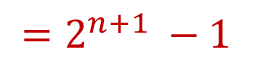 = 2^{n+1} - 1